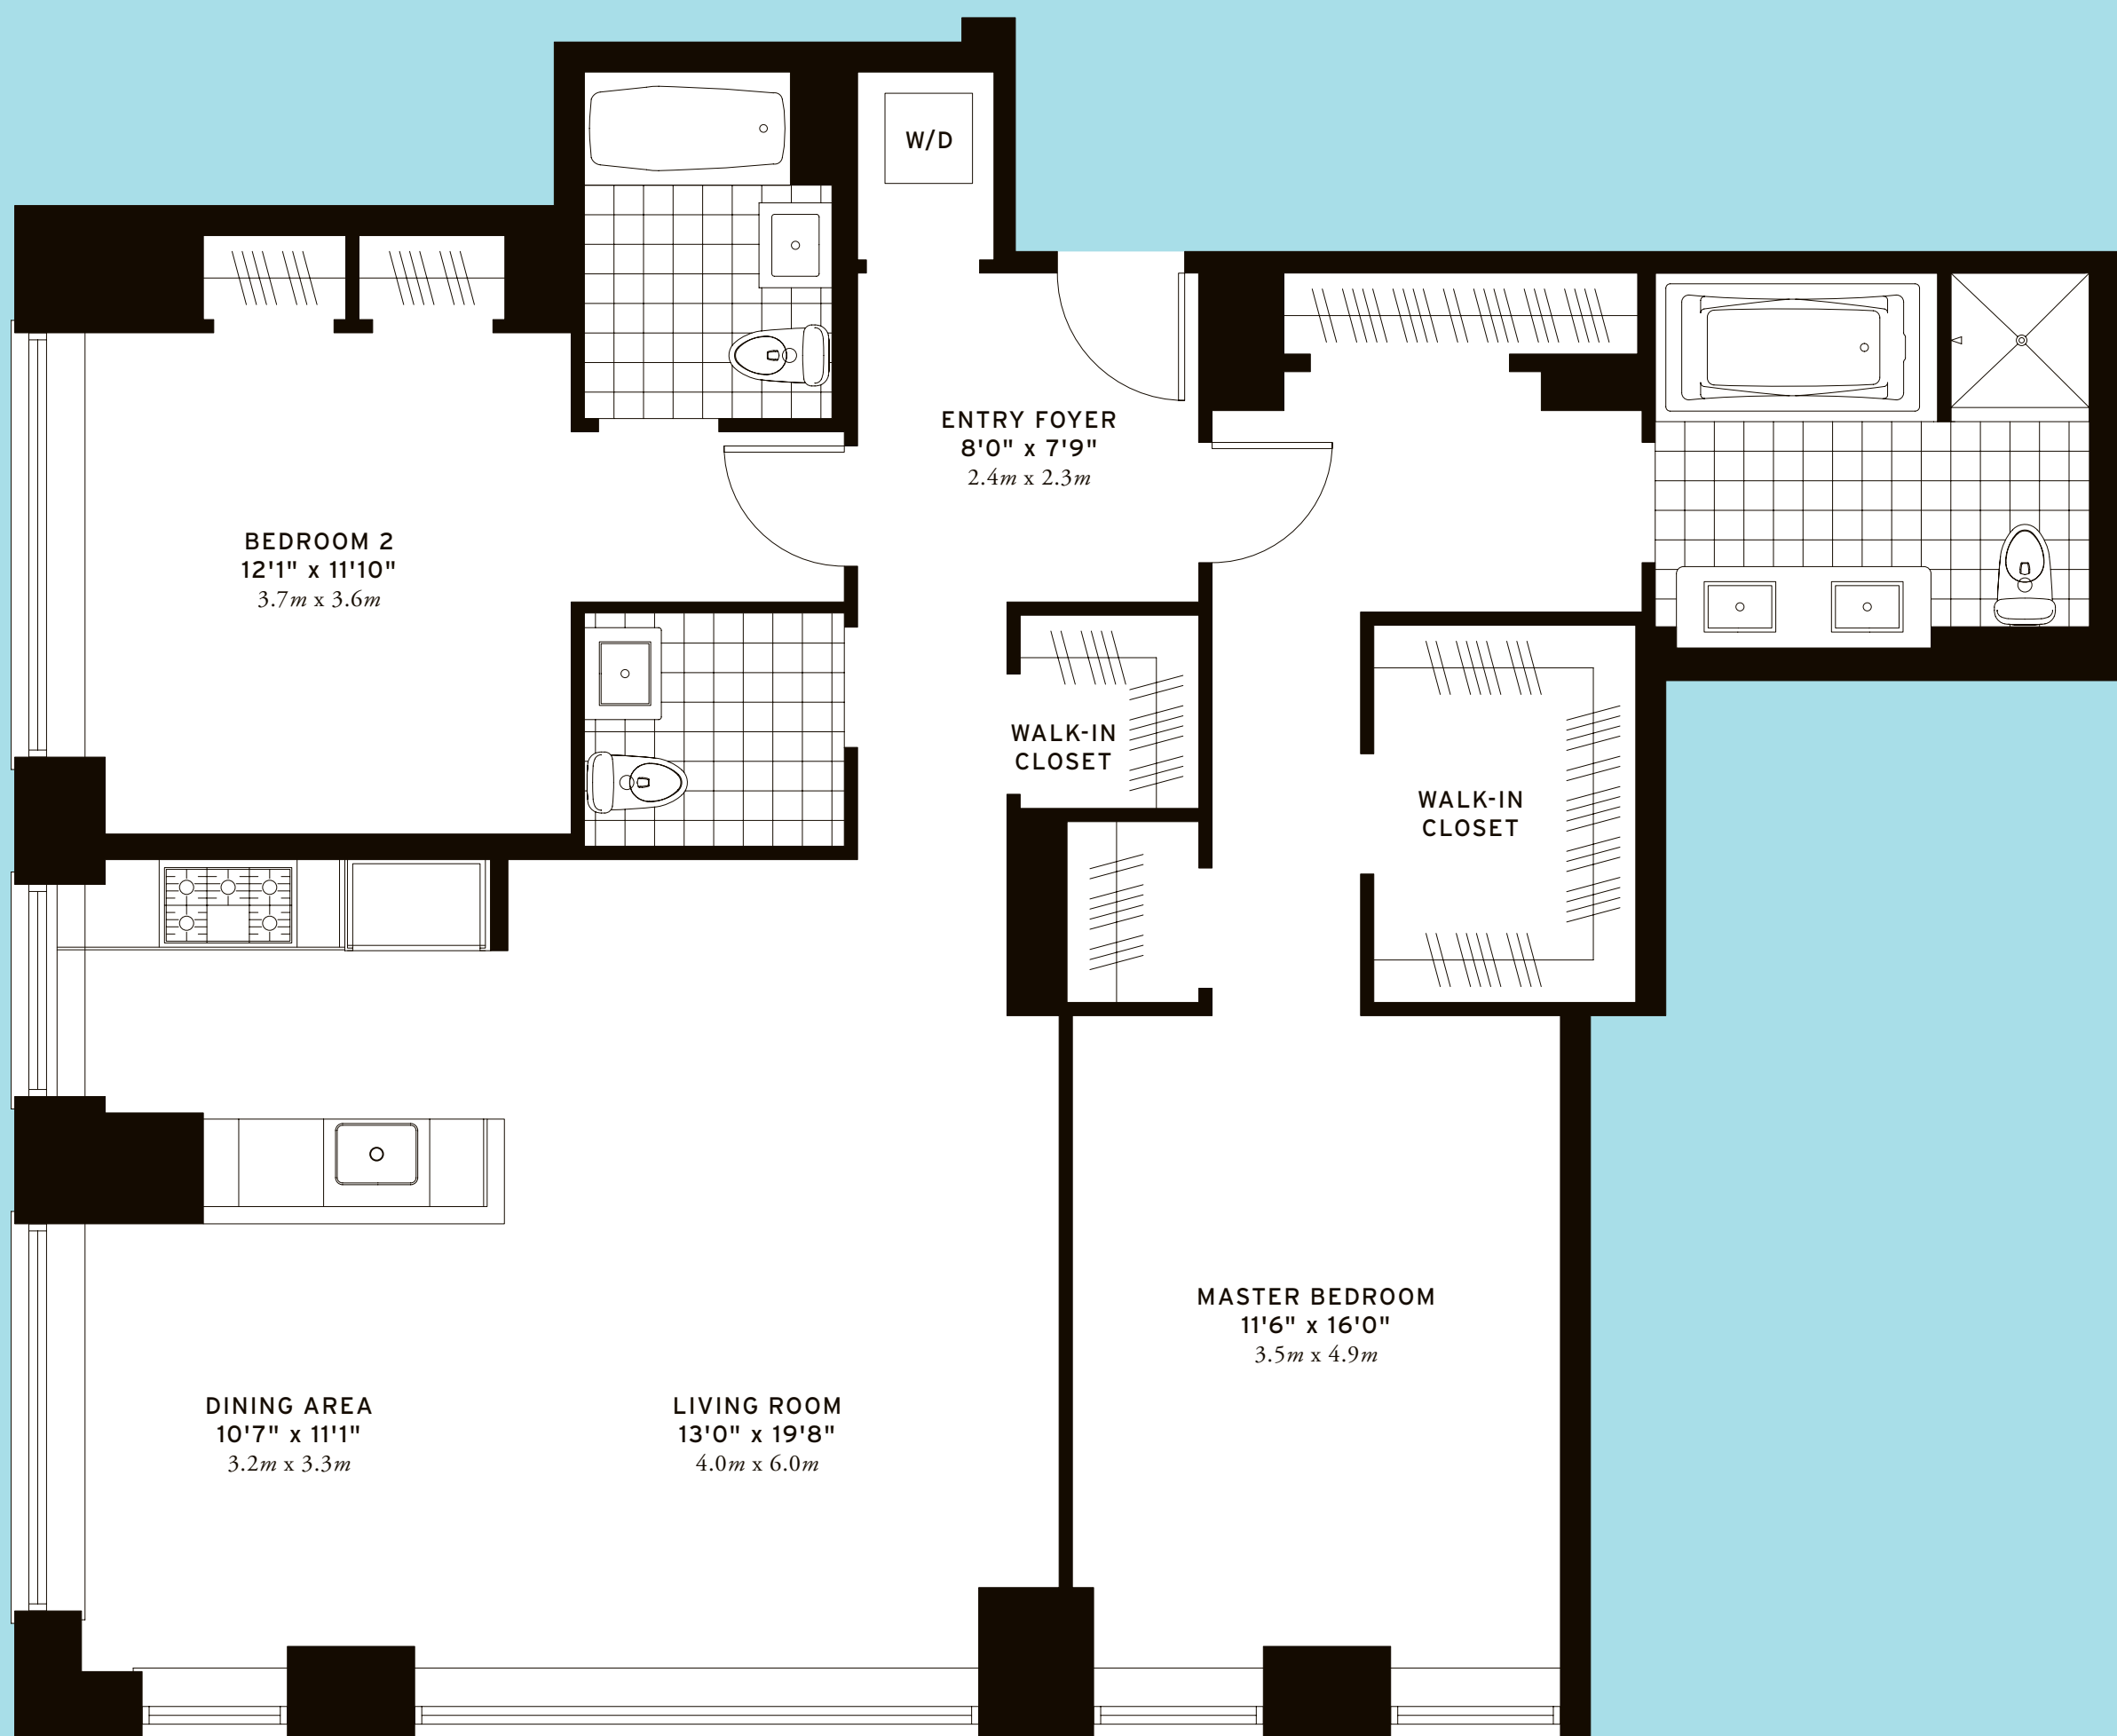 W/D
ENTRY FOYER
8'0" x 7'9"
2.4m x 2.3m
BEDROOM 2
12'1" x 11'10"
3.7m x 3.6m
WALK-IN
CLOSET
WALK-IN
CLOSET
MASTER BEDROOM
11'6" x 16'0"
3.5m x 4.9m
DINING AREA
10'7" x 11'1"
3.2m x 3.3m
LIVING ROOM
13'0" x 19'8"
4.0m x 6.0m